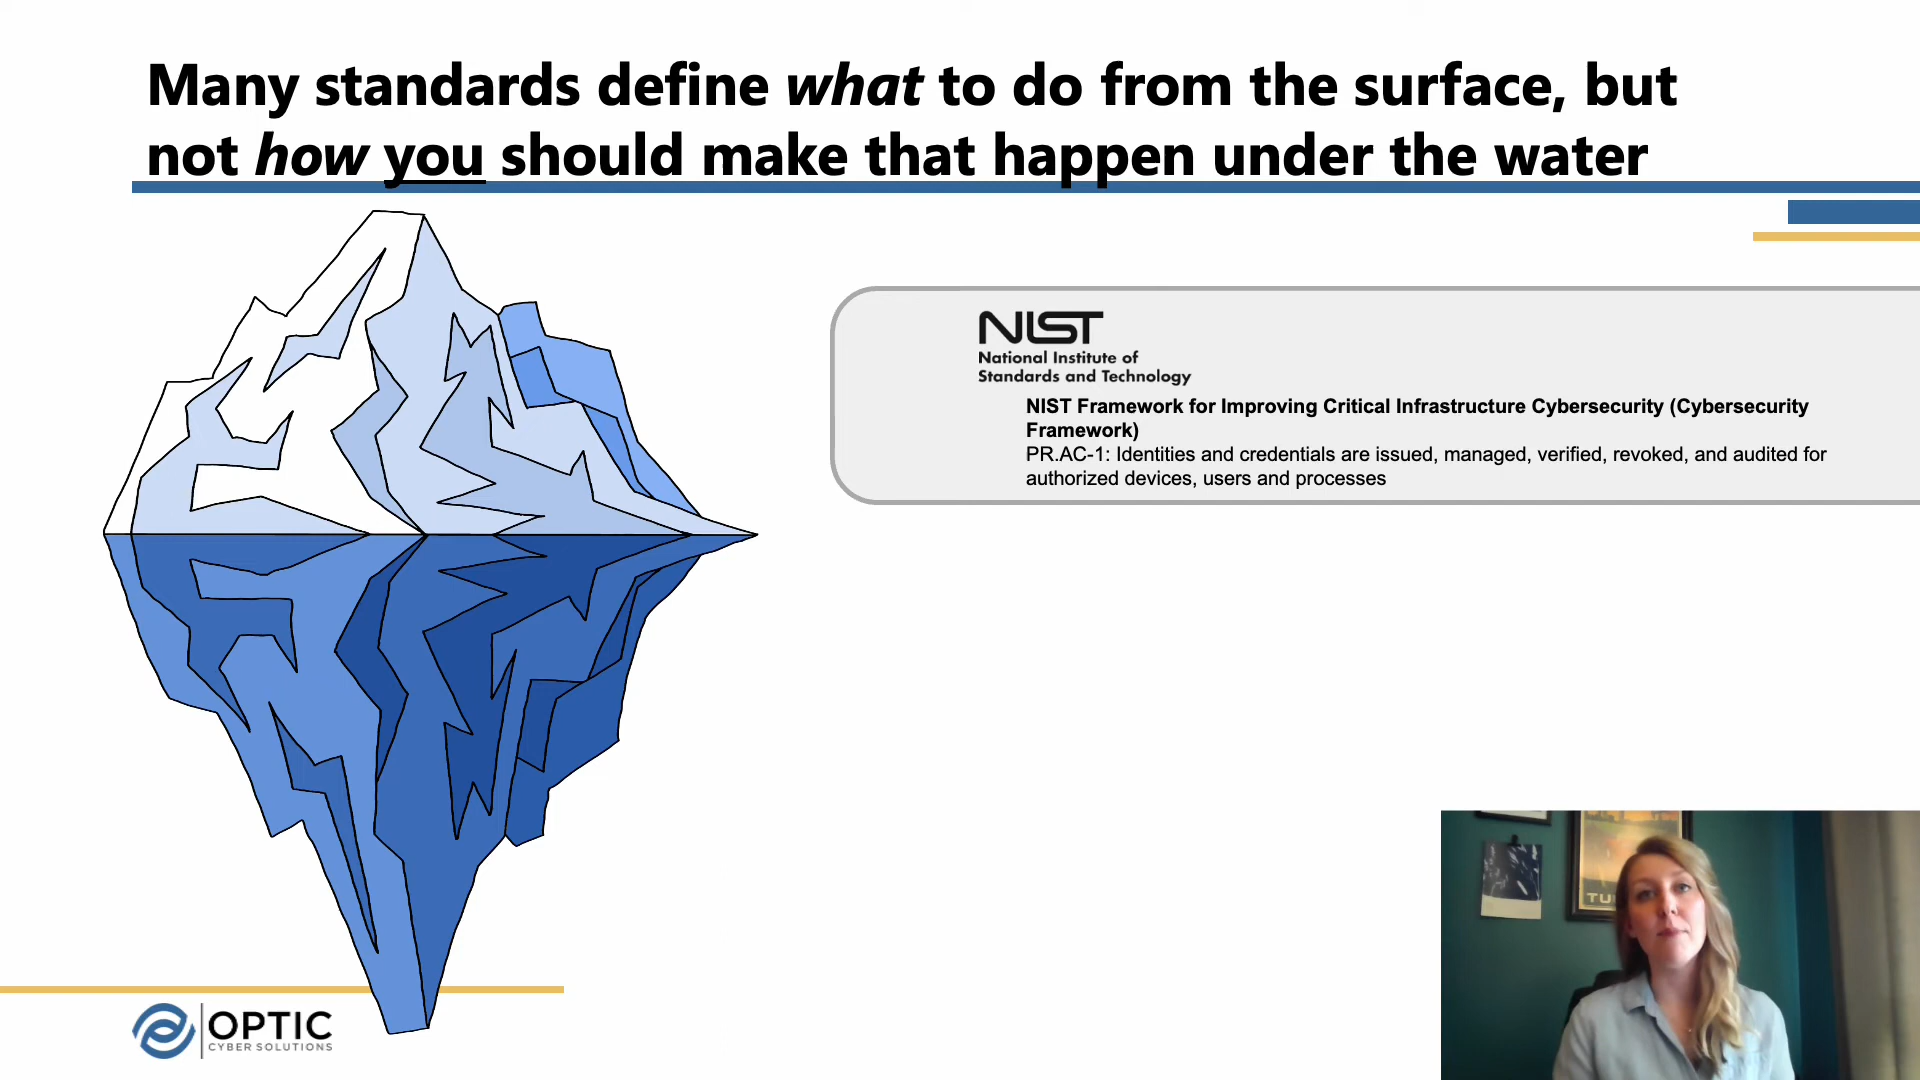 Many standards define what to do from the surface, but
not how you should make that happen under the water
NIST
National Institute of
Standards and Technology
NIST Framework for Improving Critical Infrastructure Cybersecurity (Cybersecurity
Framework)
PR.AC-1: Identities and credentials are issued, managed, verified, revoked, and audited for
authorized devices, users and processes
TU
OPTIC
CYBER SOLUTIONS